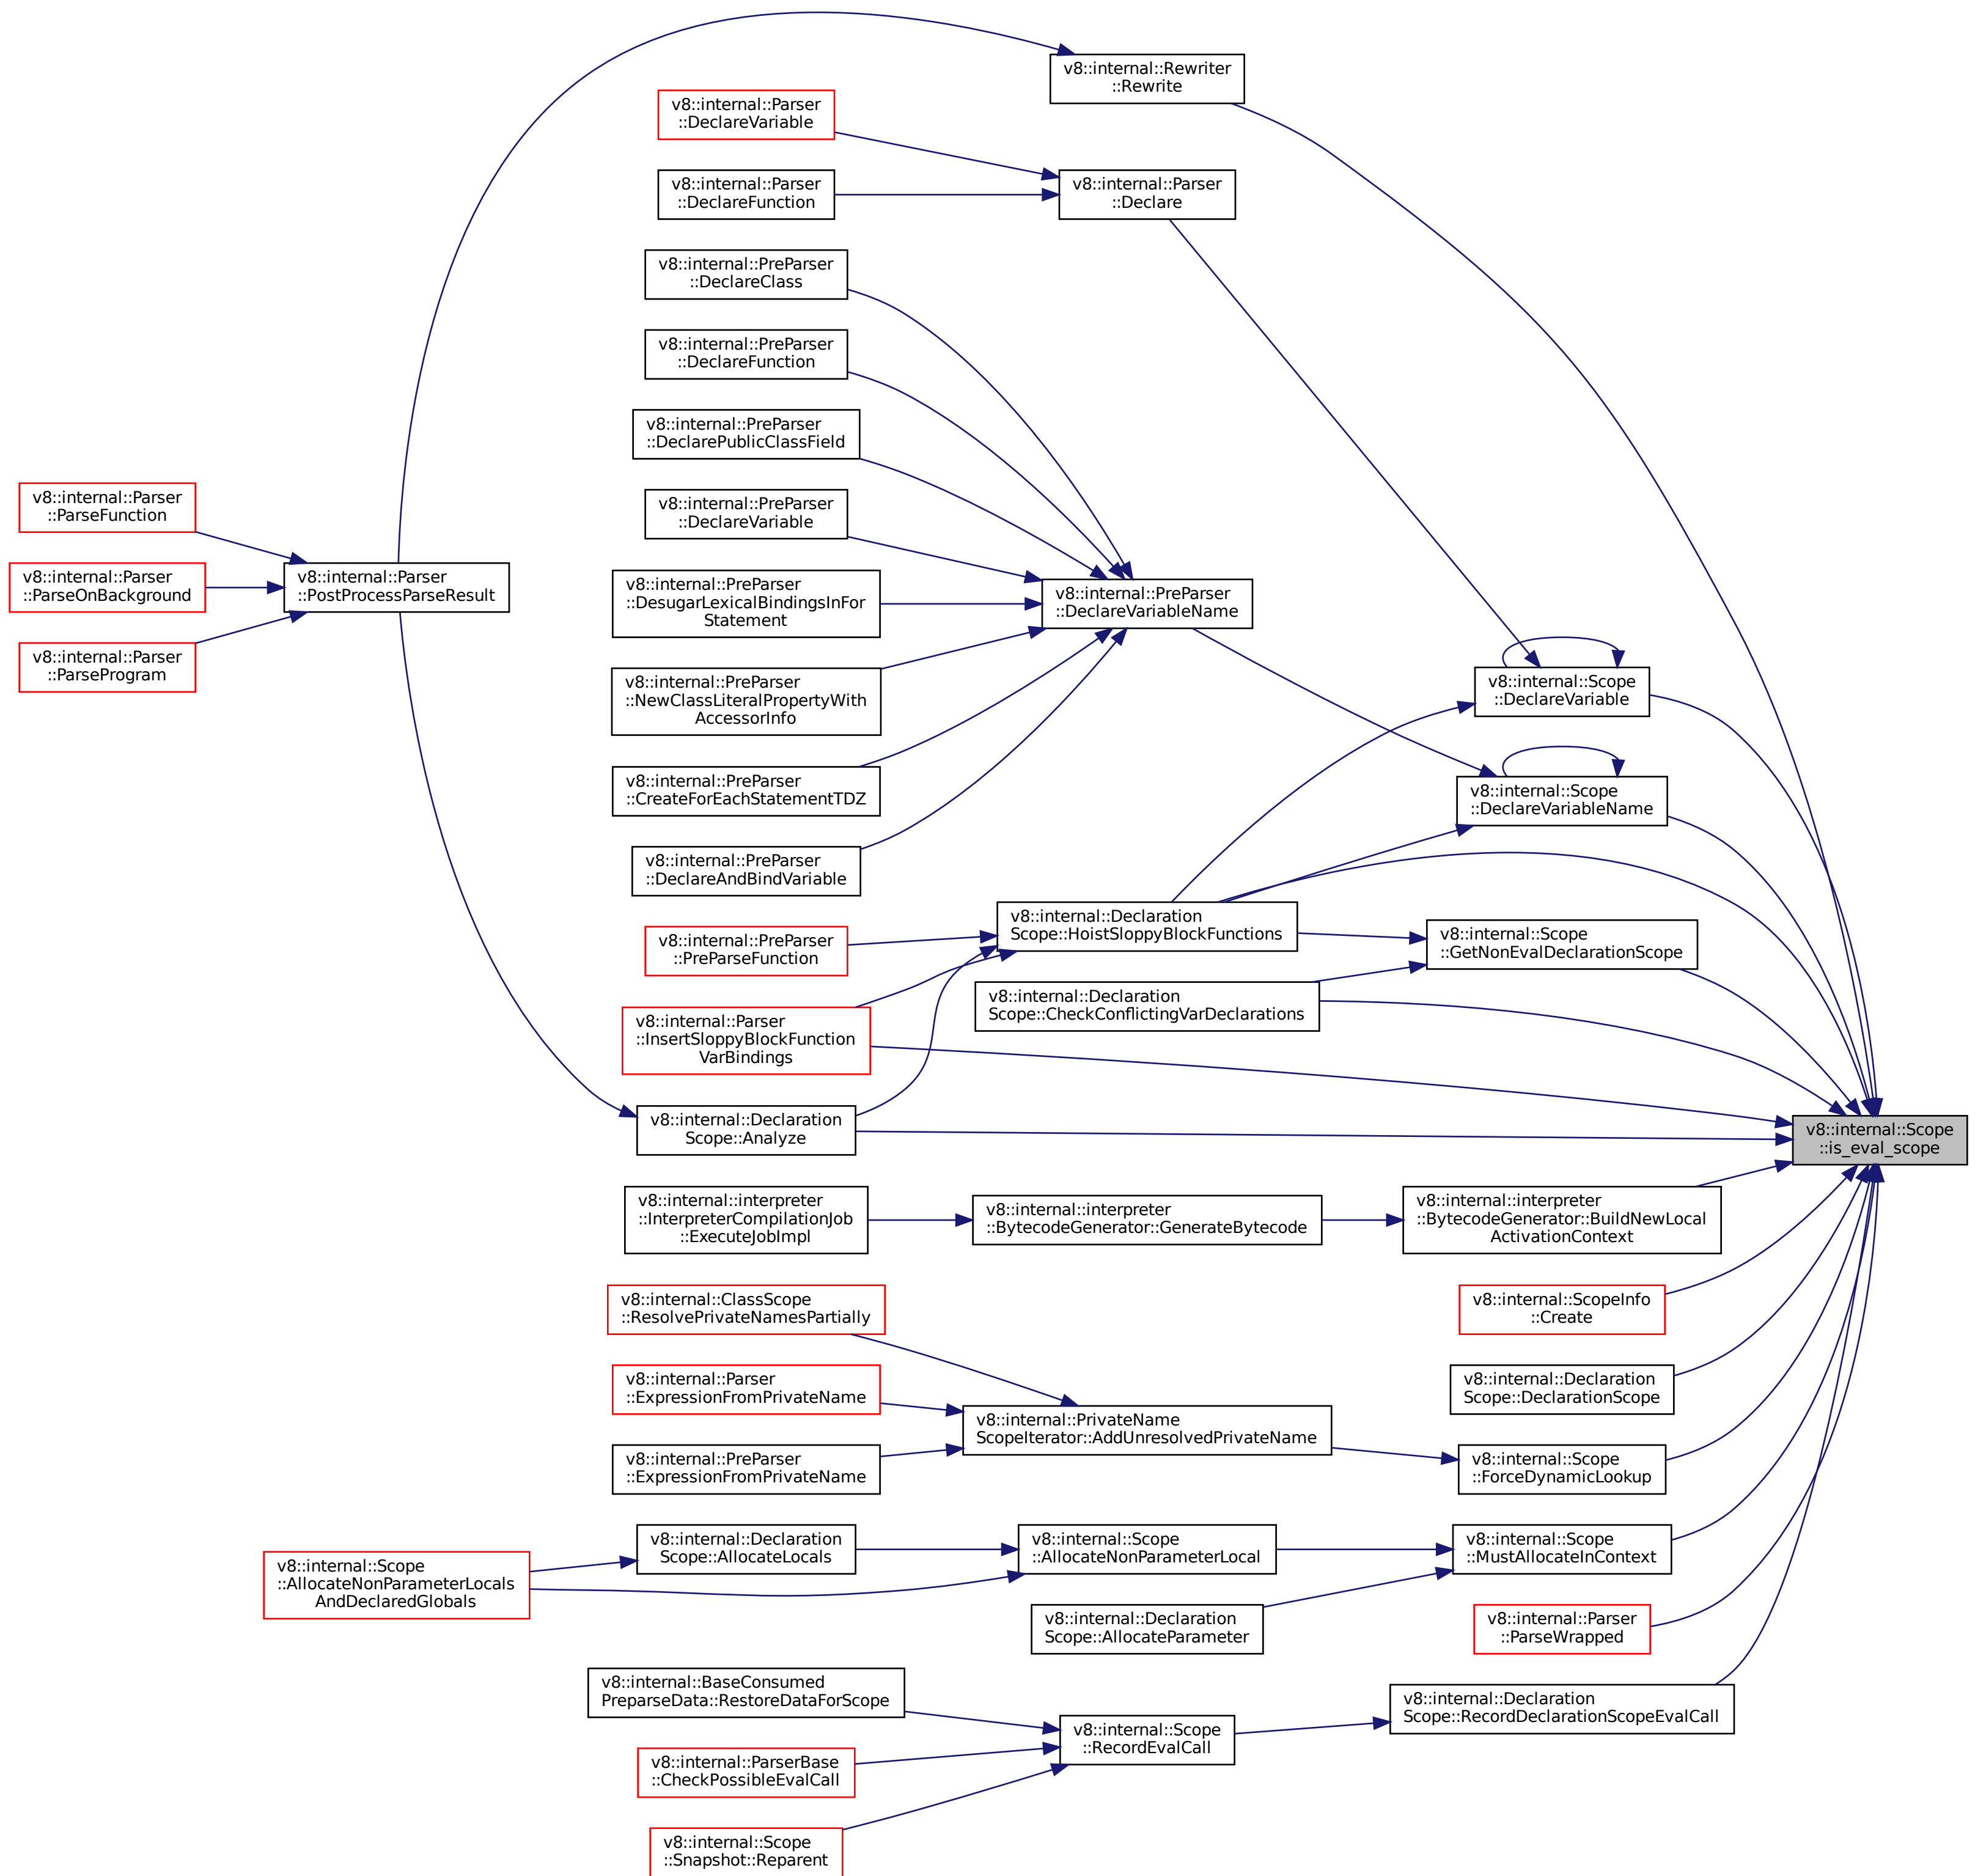 v8::internal::Rewriter
::Rewrite
v8::internal::Parser
::DeclareVariable
v8::internal::Parser
::DeclareFunction
v8::internal::Parser
::Declare
v8::internal::PreParser
::DeclareClass
v8::internal::PreParser
::DeclareFunction
v8::internal::PreParser
::DeclarePublicClassField
v8::internal::PreParser
::DeclareVariable
v8::internal::Parser
::ParseFunction
v8::internal::Parser
::ParseOnBackground
v8::internal::Parser
::ParseProgram
v8::internal::Parser
::PostProcessParseResult
v8::internal::PreParser
::DesugarLexicalBindingsInFor
Statement
v8::internal::PreParser
::DeclareVariableName
v8::internal::PreParser
::NewClassLiteralPropertyWith
AccessorInfo
v8::internal::Scope
::DeclareVariable
v8::internal::PreParser
::CreateForEachStatementTDZ
v8::internal::Scope
::DeclareVariableName
v8::internal::PreParser
::DeclareAndBindVariable
v8::internal::PreParser
::PreParseFunction
v8::internal::Declaration
Scope::HoistSloppyBlockFunctions
v8::internal::Scope
::GetNonEvalDeclarationScope
v8::internal::Declaration
Scope::CheckConflictingVarDeclarations
v8::internal::Parser
::InsertSloppyBlockFunction
VarBindings
v8::internal::Declaration
Scope::Analyze
v8::internal::Scope
::is_eval_scope
v8::internal::interpreter
::InterpreterCompilationJob
::ExecuteJobImpl
v8::internal::interpreter
::BytecodeGenerator::GenerateBytecode
v8::internal::interpreter
::BytecodeGenerator::BuildNewLocal
ActivationContext
v8::internal::ClassScope
::ResolvePrivateNamesPartially
v8::internal::ScopeInfo
::Create
v8::internal::Parser
::ExpressionFromPrivateName
v8::internal::Declaration
Scope::DeclarationScope
v8::internal::PrivateName
ScopeIterator::AddUnresolvedPrivateName
v8::internal::PreParser
::ExpressionFromPrivateName
v8::internal::Scope
::ForceDynamicLookup
v8::internal::Scope
::AllocateNonParameterLocals
AndDeclaredGlobals
v8::internal::Declaration
Scope::AllocateLocals
v8::internal::Scope
::AllocateNonParameterLocal
v8::internal::Scope
::MustAllocateInContext
v8::internal::Declaration
Scope::AllocateParameter
v8::internal::Parser
::ParseWrapped
v8::internal::BaseConsumed
PreparseData::RestoreDataForScope
v8::internal::Declaration
Scope::RecordDeclarationScopeEvalCall
v8::internal::Scope
::RecordEvalCall
v8::internal::ParserBase
::CheckPossibleEvalCall
v8::internal::Scope
::Snapshot::Reparent